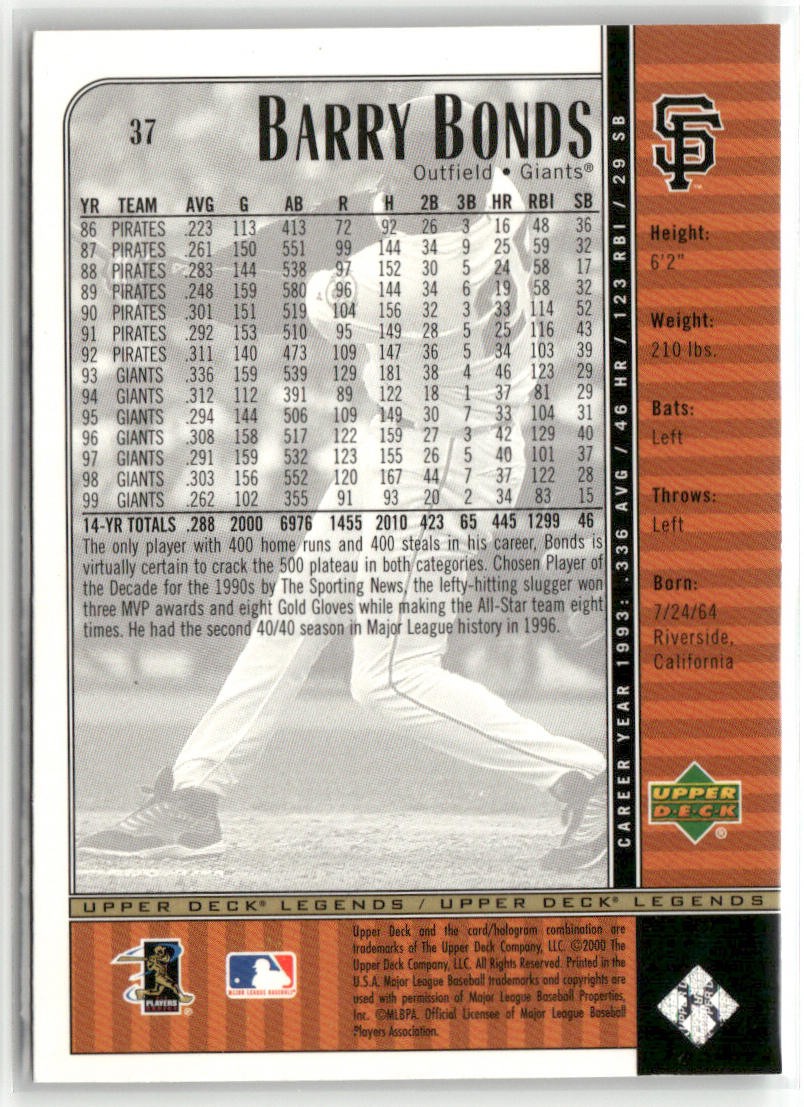 37
BARRY BONDS
Outfield • Giants®
YR TEAM AVG G AB R H 2B 3B HR RBI SB
86 PIRATES .223 113 413 72 92 26 3 16 48 36
87 PIRATES .261 150 551 99 144 34 9 25 59 32
88 PIRATES .283 144 538 97 152 30 5 24 58 17
89 PIRATES .248 159 580 96 144 34 6 19 58 32
90 PIRATES .301 151 519 104 156 32 3 33 114 52
91 PIRATES .292 153 510 95 149 28 5 25 116 43
92 PIRATES .311 140 473 109 147 36 5 34 103 39
93 GIANTS .336 159 539 129 181 38 4 46 123 29
94 GIANTS .312 112 391 89 122 18 1 37 81 29
95 GIANTS .294 144 506 109 149 30 7 33 104 31
96 GIANTS .308 158 517 122 159 27 3 42 129 40
97 GIANTS .291 159 532 123 155 26 5 40 101 37
98 GIANTS .303 156 552 120 167 44 7 37 122 28
99 GIANTS .262 102 355 91 93 20 2 34 83 15
14-YR TOTALS .288 2000 6976 1455 2010 423 65 445 1299 46
The only player with 400 home runs and 400 steals in his career, Bonds is
virtually certain to crack the 500 plateau in both categories. Chosen Player of
the Decade for the 1990s by The Sporting News, the lefty-hitting slugger won
three MVP awards and eight Gold Gloves while making the All-Star team eight
times. He had the second 40/40 season in Major League history in 1996.
CAREER YEAR 1993: .336 AVG / 46 HR / 123 RBI / 29 SB
SF
™
Height:
6'2"
Weight:
210 lbs.
Bats:
Left
Throws:
Left
Born:
7/24/64
Riverside,
California
UPPER
D•E•C•K
®
UPPER DECK® LEGENDS / UPPER DECK® LEGENDS
PLAYERS
CHOICE
MAJOR LEAGUE BASEBALL
Upper Deck and the card/hologram combination are
trademarks of The Upper Deck Company, LLC. ©2000 The
Upper Deck Company, LLC. All Rights Reserved. Printed in the
U.S.A. Major League Baseball trademarks and copyrights are
used with permission of Major League Baseball Properties,
Inc. ©MLBPA. Official Licensee of Major League Baseball
Players Association.